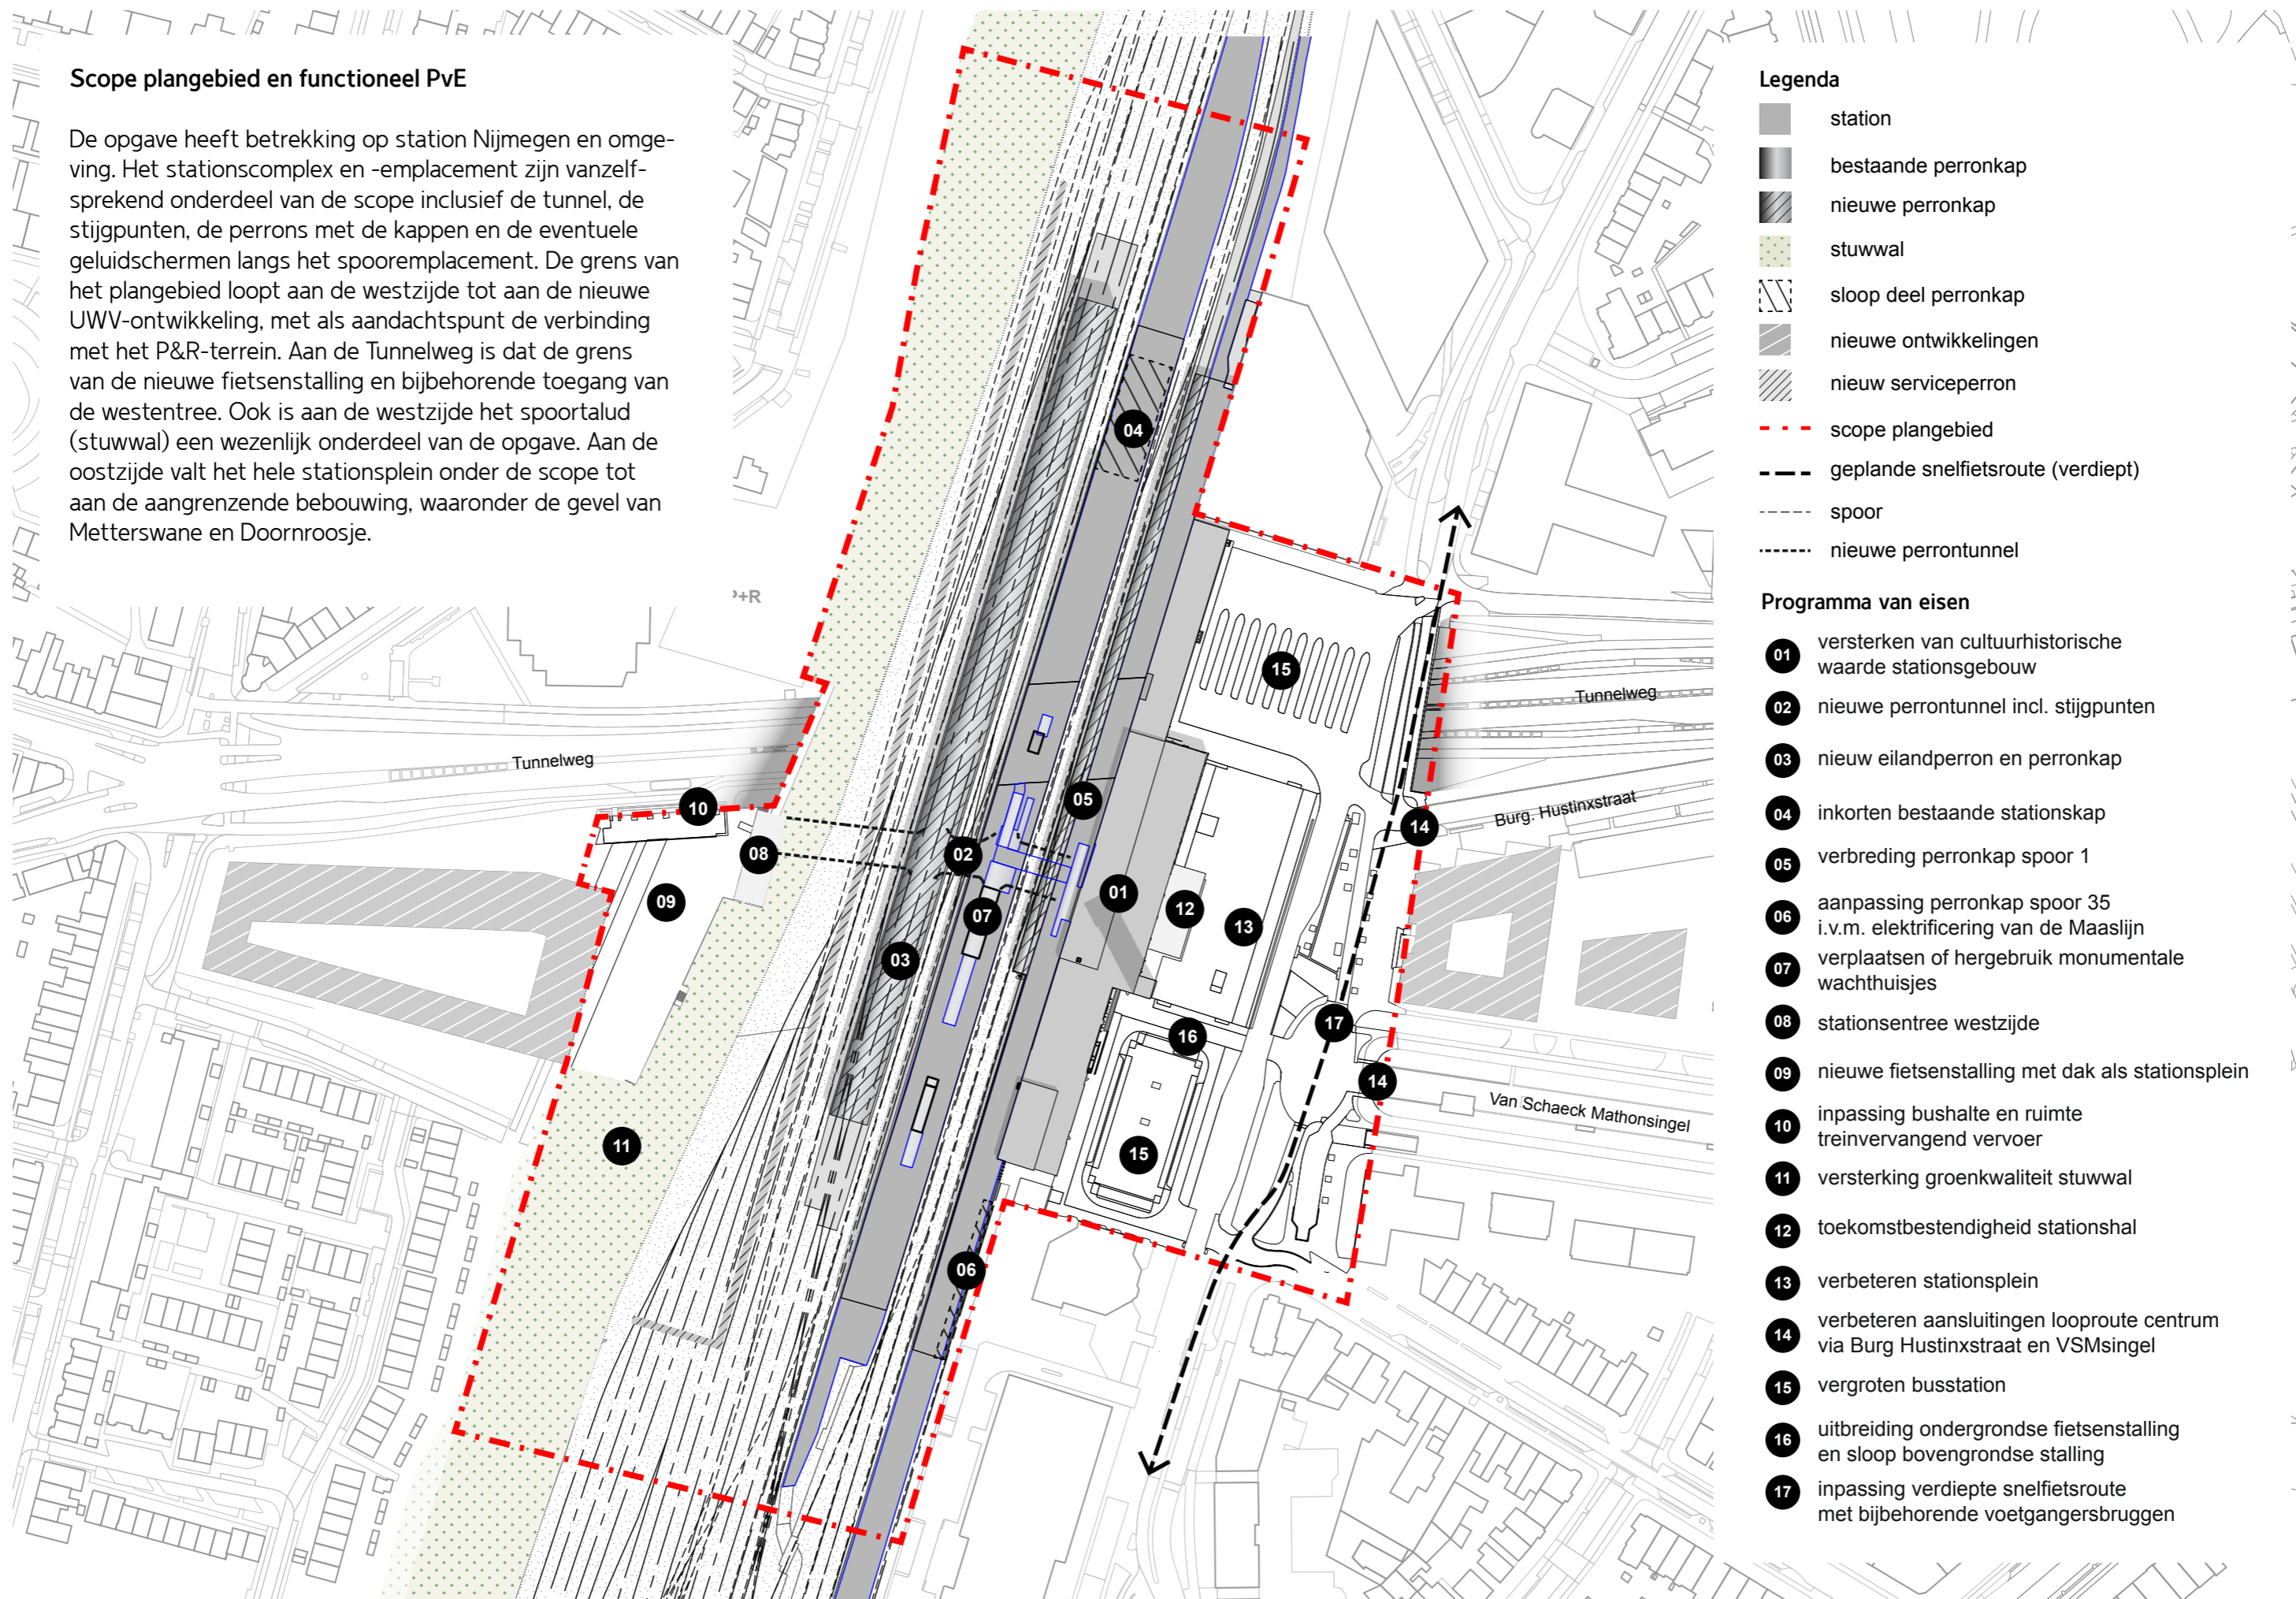 Scope plangebied en functioneel PvE
De opgave heeft betrekking op station Nijmegen en omge-
ving. Het stationscomplex en -emplacement zijn vanzelf-
sprekend onderdeel van de scope inclusief de tunnel, de
stijgpunten, de perrons met de kappen en de eventuele
geluidschermen langs het spooremplacement. De grens van
het plangebied loopt aan de westzijde tot aan de nieuwe
UWV-ontwikkeling, met als aandachtspunt de verbinding
met het P&R-terrein. Aan de Tunnelweg is dat de grens
van de nieuwe fietsenstalling en bijbehorende toegang van
de westentree. Ook is aan de westzijde het spoortalud
(stuwwal) een wezenlijk onderdeel van de opgave. Aan de
oostzijde valt het hele stationsplein onder de scope tot
aan de aangrenzende bebouwing, waaronder de gevel van
Metterswane en Doornroosje.
04
P+R
15
Tunnelweg
Tunnelweg
10
05
Burg. Hustinxstraat
14
08
02
01
09
07
12
13
03
17
16
14
Van Schaeck Mathonsingel
11
15
06
Legenda
station
bestaande perronkap
nieuwe perronkap
stuwwal
sloop deel perronkap
nieuwe ontwikkelingen
nieuw serviceperron
scope plangebied
geplande snelfietsroute (verdiept)
spoor
nieuwe perrontunnel
Programma van eisen
01 versterken van cultuurhistorische
waarde stationsgebouw
02 nieuwe perrontunnel incl. stijgpunten
03 nieuw eilandperron en perronkap
04 inkorten bestaande stationskap
05 verbreding perronkap spoor 1
06 aanpassing perronkap spoor 35
i.v.m. elektrificering van de Maaslijn
07 verplaatsen of hergebruik monumentale
wachthuisjes
08 stationsentree westzijde
09 nieuwe fietsenstalling met dak als stationsplein
10 inpassing bushalte en ruimte
treinvervangend vervoer
11 versterking groenkwaliteit stuwwal
12 toekomstbestendigheid stationshal
13 verbeteren stationsplein
14 verbeteren aansluitingen looproute centrum
via Burg Hustinxstraat en VSMsingel
15 vergroten busstation
16 uitbreiding ondergrondse fietsenstalling
en sloop bovengrondse stalling
17 inpassing verdiepte snelfietsroute
met bijbehorende voetgangersbruggen